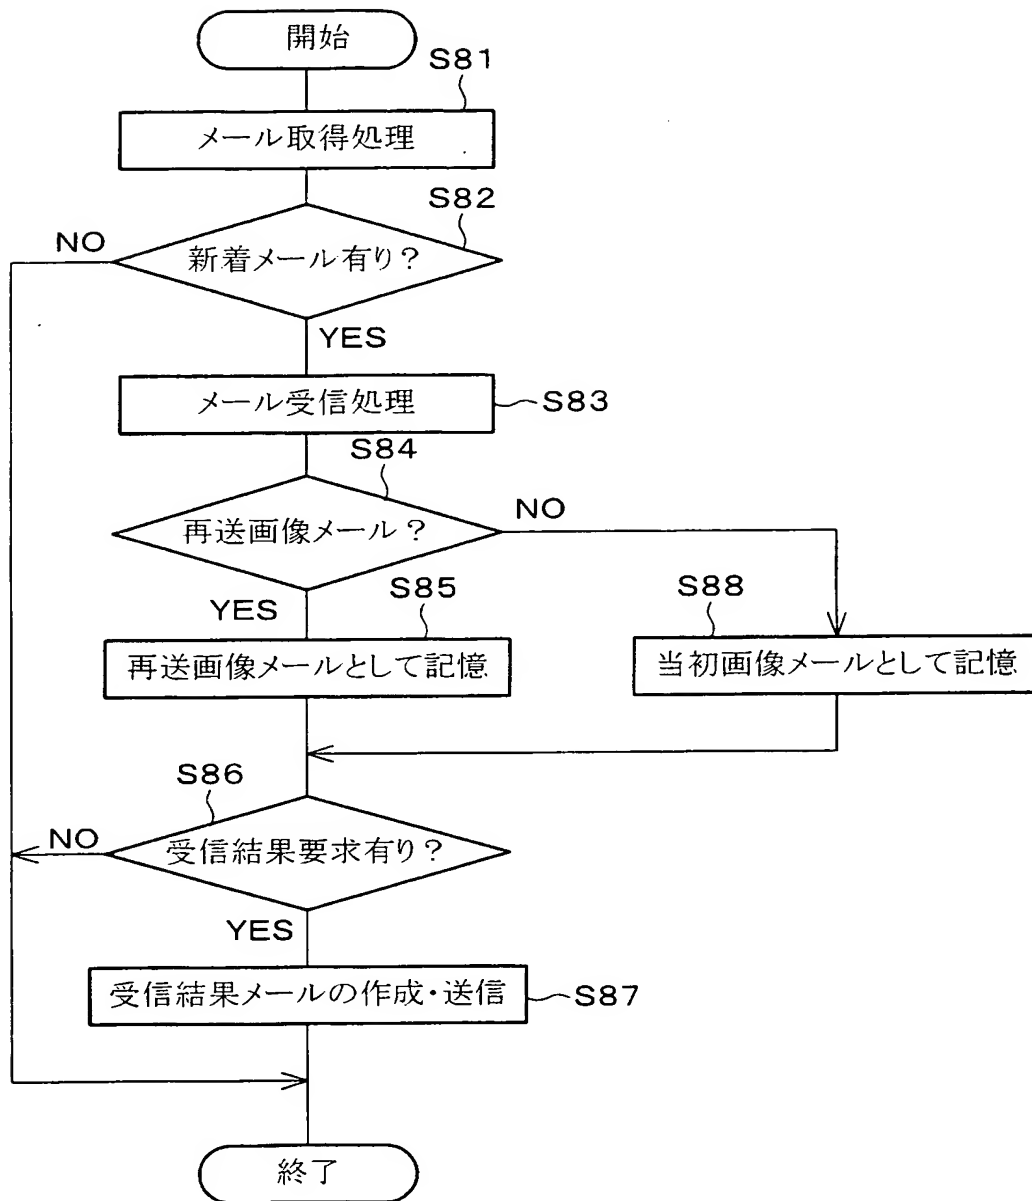 開始
S81
メール取得処理
S82
NO
新着メール有り?
YES
メール受信処理
S83
S84
再送画像メール?
NO
YES
S85
S88
再送画像メールとして記憶
当初画像メールとして記憶
S86
NO
受信結果要求有り?
YES
受信結果メールの作成・送信
S87
終了